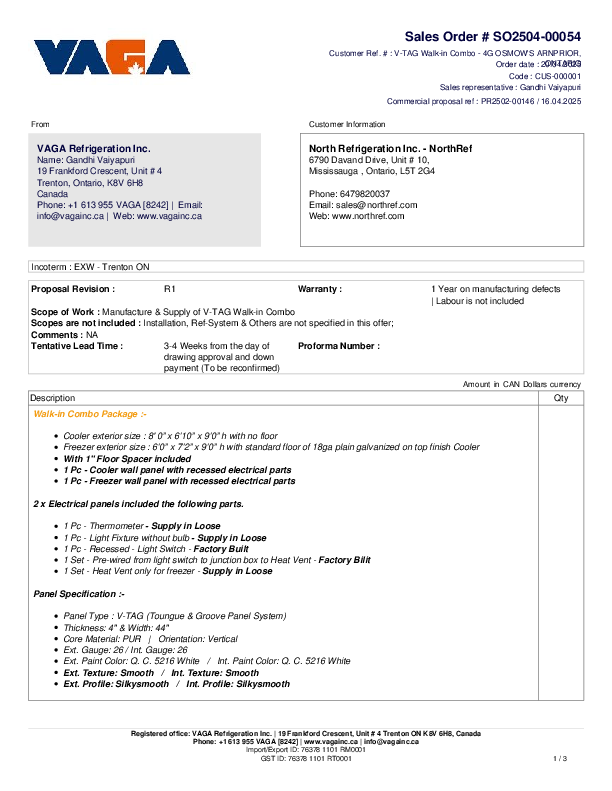 VAGA
Sales Order # SO2504-00054
Customer Ref. # : V-TAG Walk-in Combo - 4G OSMOW'S ARNPRIOR,
ONTARIO
Order date :
Code : CUS-000001
Sales representative : Gandhi Vaiyapuri
Commercial proposal ref : PR2502-00146 / 16.04.2025
From
Customer Information
VAGA Refrigeration Inc.
Name: Gandhi Vaiyapuri
19 Frankford Crescent, Unit # 4
Trenton, Ontario, K8V 6H8
Canada
Phone: +1 613 955 VAGA [8242] | Email:
info@vagainc.ca | Web: www.vagainc.ca
North Refrigeration Inc. - NorthRef
6790 Davand Drive, Unit # 10,
Mississauga , Ontario, L5T 2G4
Phone: 6479820037
Email: sales@northref.com
Web: www.northref.com
Incoterm : EXW - Trenton ON
Proposal Revision : R1 Warranty : 1 Year on manufacturing defects
| Labour is not included
Scope of Work : Manufacture & Supply of V-TAG Walk-in Combo
Scopes are not included : Installation, Ref-System & Others are not specified in this offer;
Comments : NA
Tentative Lead Time : 3-4 Weeks from the day of Proforma Number :
drawing approval and down
payment (To be reconfirmed)
Amount in CAN Dollars currency
Description Qty
Walk-in Combo Package :-
• Cooler exterior size : 8' 0" x 6'10" x 9'0" h with no floor
• Freezer exterior size : 6'0" x 7'2" x 9'0" h with standard floor of 18ga plain galvanized on top finish Cooler
• With 1" Floor Spacer included
• 1 Pc - Cooler wall panel with recessed electrical parts
• 1 Pc - Freezer wall panel with recessed electrical parts
2 x Electrical panels included the following parts.
• 1 Pc - Thermometer - Supply in Loose
• 1 Pc - Light Fixture without bulb - Supply in Loose
• 1 Pc - Recessed - Light Switch - Factory Built
• 1 Set - Pre-wired from light switch to junction box to Heat Vent - Factory Bilit
• 1 Set - Heat Vent only for freezer - Supply in Loose
Panel Specification :-
• Panel Type : V-TAG (Toungue & Groove Panel System)
• Thickness: 4" & Width: 44"
• Core Material: PUR | Orientation: Vertical
• Ext. Gauge: 26 / Int. Gauge: 26
• Ext. Paint Color: Q. C. 5216 White / Int. Paint Color: Q. C. 5216 White
• Ext. Texture: Smooth / Int. Texture: Smooth
• Ext. Profile: Silkysmooth / Int. Profile: Silkysmooth
Registered office: VAGA Refrigeration Inc. | 19 Frankford Crescent, Unit # 4 Trenton ON K8V 6H8, Canada
Phone: +1 613 955 VAGA [8242] | www.vagainc.ca | info@vagainc.ca
Import/Export ID: 76378 1101 RM0001
GST ID: 76378 1101 RT0001
1 / 3